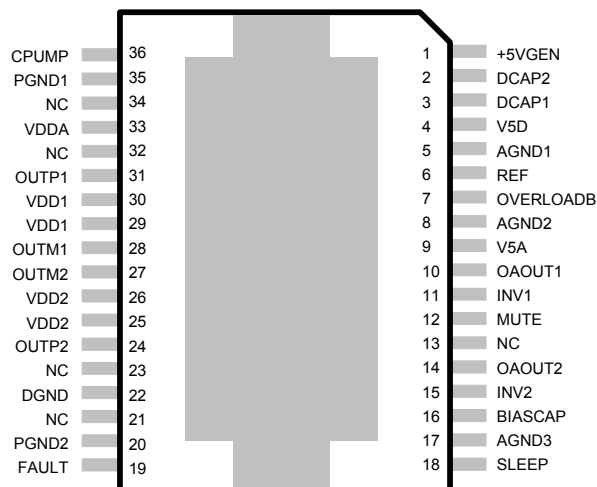 CPUMP 36 1 +5VGEN
PGND1 35 2 DCAP2
NC 34 3 DCAP1
VDDA 33 4 V5D
NC 32 5 AGND1
OUTP1 31 6 REF
VDD1 30 7 OVERLOADB
VDD1 29 8 AGND2
OUTM1 28 9 V5A
OUTM2 27 10 OAOUT1
VDD2 26 11 INV1
VDD2 25 12 MUTE
OUTP2 24 13 NC
NC 23 14 OAOUT2
DGND 22 15 INV2
NC 21 16 BIASCAP
PGND2 20 17 AGND3
FAULT 19 18 SLEEP